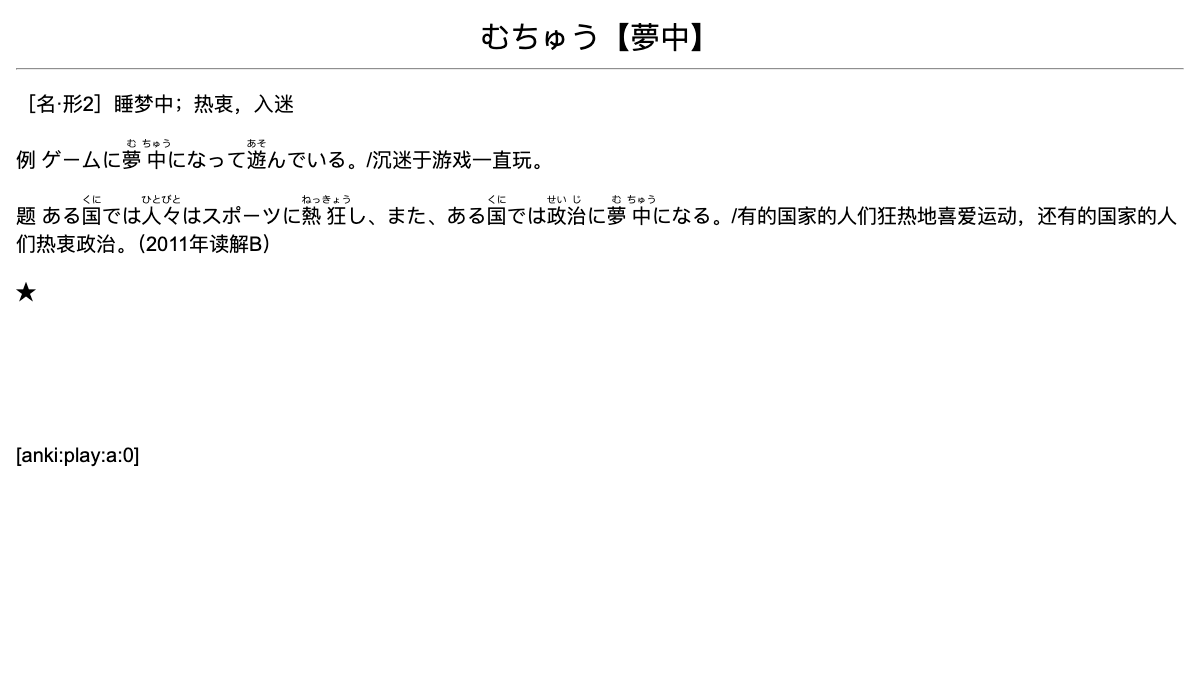 むちゅう【夢中】
［名·形2］睡梦中；热衷，入迷
む ちゅう あそ
例 ゲームに夢中になって遊んでいる。/沉迷于游戏一直玩。
くに ひとびと ねっきょう くに せい じ む ちゅう
题 ある国では人々はスポーツに熱狂し、また、ある国では政治に夢中になる。/有的国家的人们狂热地喜爱运动，还有的国家的人
们热衷政治。（2011年读解B）
★
[anki:play:a:0]